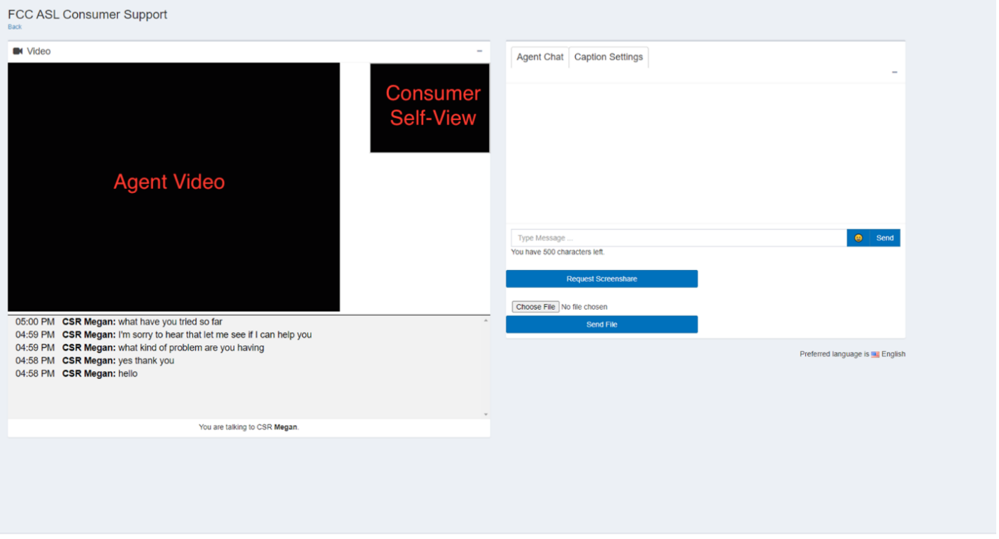 FCC ASL Consumer Support
Back
Video
Agent Video
Consumer
Self-View
05:00 PM CSR Megan: what have you tried so far
04:59 PM CSR Megan: I'm sorry to hear that let me see if I can help you
04:59 PM CSR Megan: what kind of problem are you having
04:58 PM CSR Megan: yes thank you
04:58 PM CSR Megan: hello
You are talking to CSR Megan.
Agent Chat Caption Settings
Type Message ...
Send
You have 500 characters left.
Request Screenshare
Choose File No file chosen
Send File
Preferred language is English